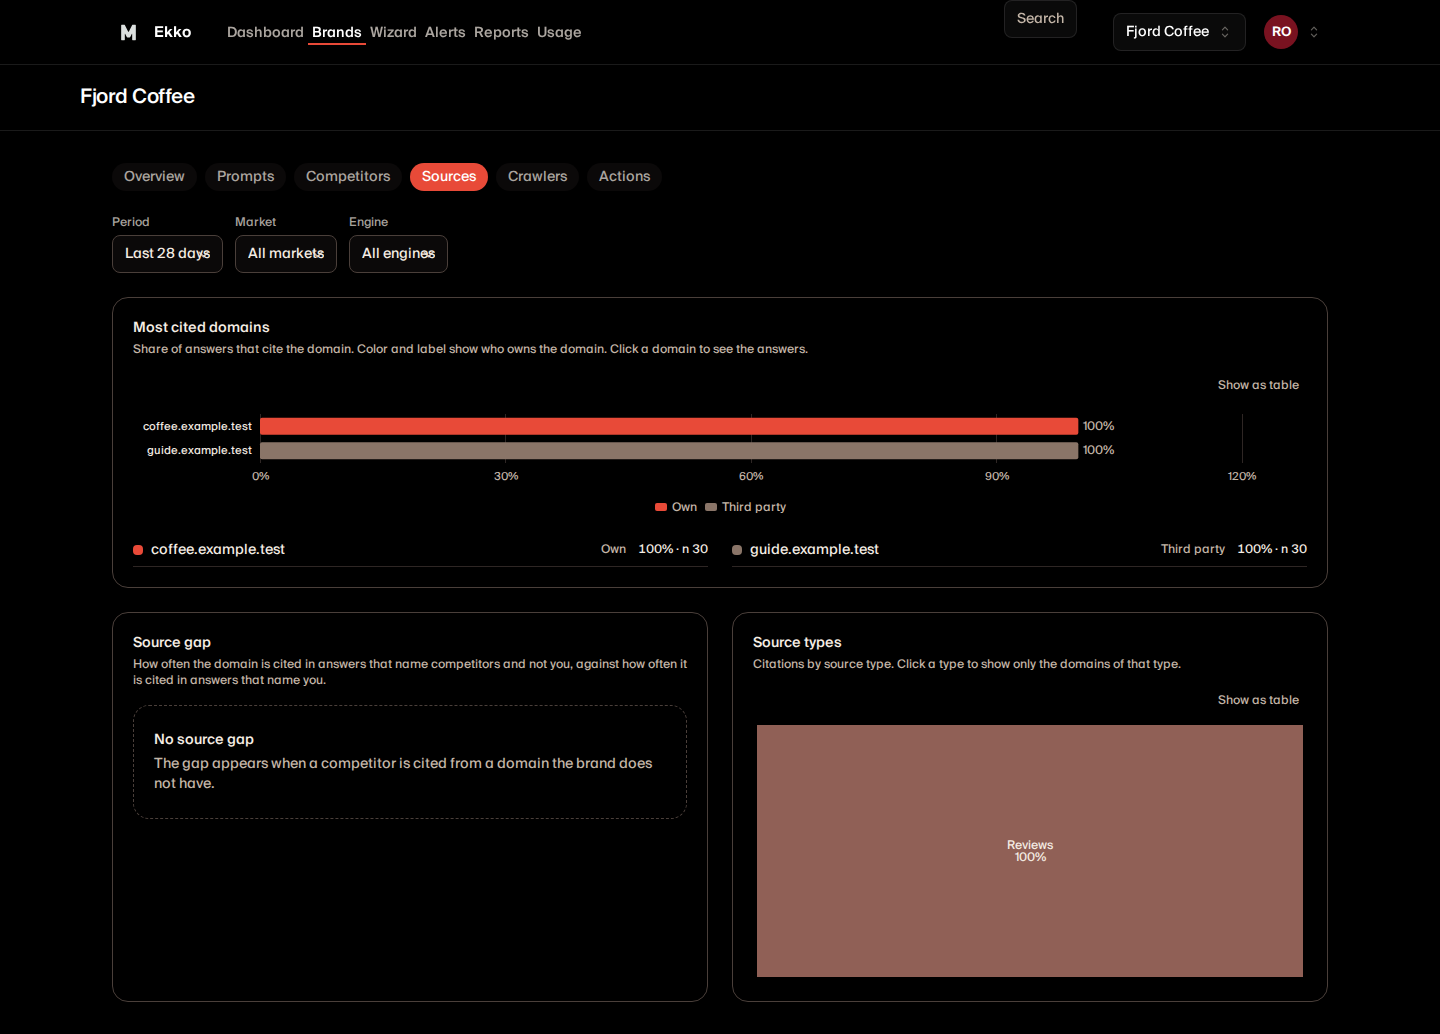 Ekko Dashboard Brands Wizard Alerts Reports Usage Search Fjord Coffee RO
Fjord Coffee
Overview Prompts Competitors Sources Crawlers Actions
Period Market Engine
Last 28 days All markets All engines
Most cited domains
Share of answers that cite the domain. Color and label show who owns the domain. Click a domain to see the answers.
Show as table
coffee.example.test 100%
guide.example.test 100%
0% 30% 60% 90% 120%
Own Third party
coffee.example.test Own 100% · n 30
guide.example.test Third party 100% · n 30
Source gap
How often the domain is cited in answers that name competitors and not you, against how often it
is cited in answers that name you.
No source gap
The gap appears when a competitor is cited from a domain the brand does
not have.
Source types
Citations by source type. Click a type to show only the domains of that type.
Show as table
Reviews
100%